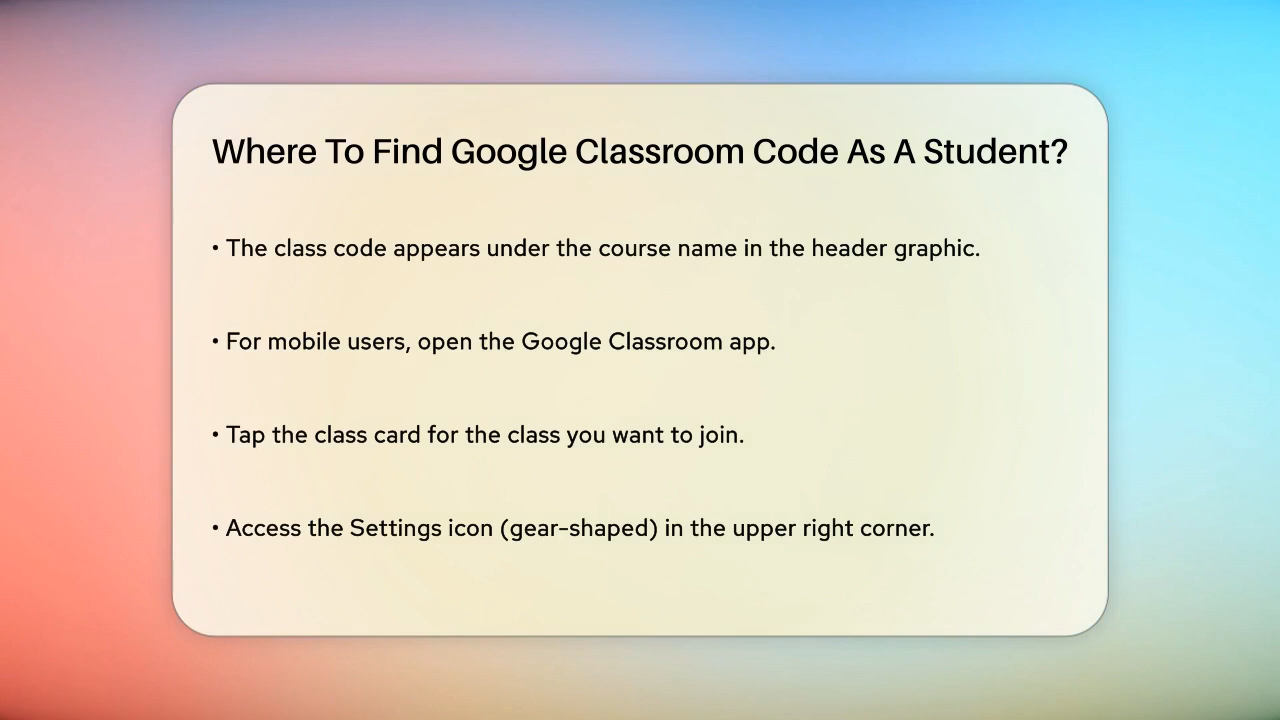 Where To Find Google Classroom Code As A Student?
• The class code appears under the course name in the header graphic.
• For mobile users, open the Google Classroom app.
• Tap the class card for the class you want to join.
• Access the Settings icon (gear-shaped) in the upper right corner.